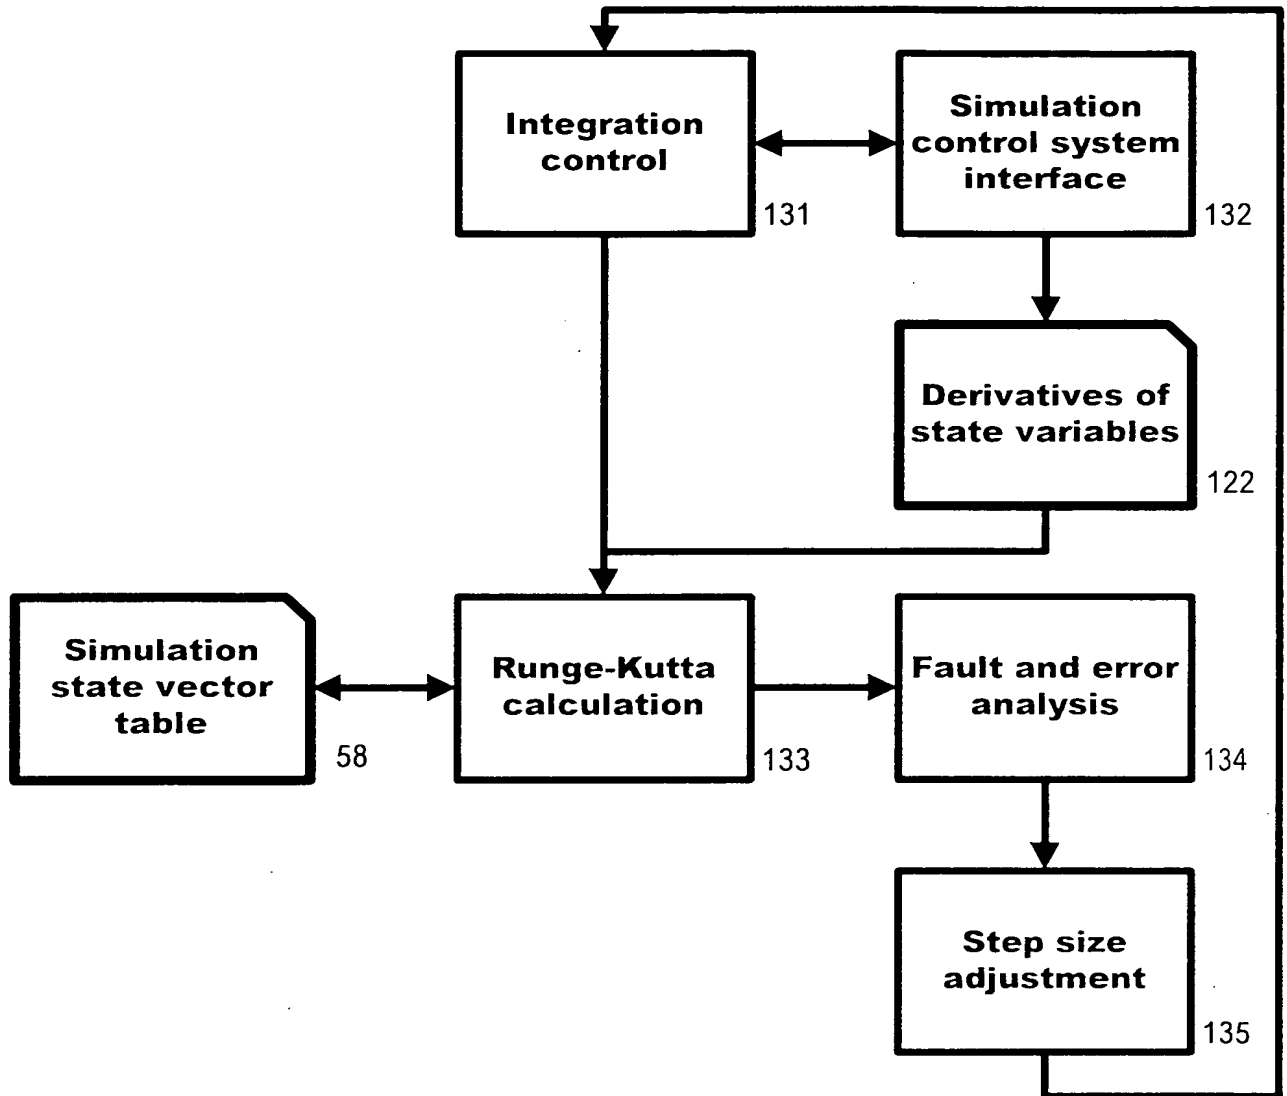 Integration
control
131
Simulation
control system
interface
132
Derivatives of
state variables
122
Simulation
state vector
table
58
Runge-Kutta
calculation
133
Fault and error
analysis
134
Step size
adjustment
135